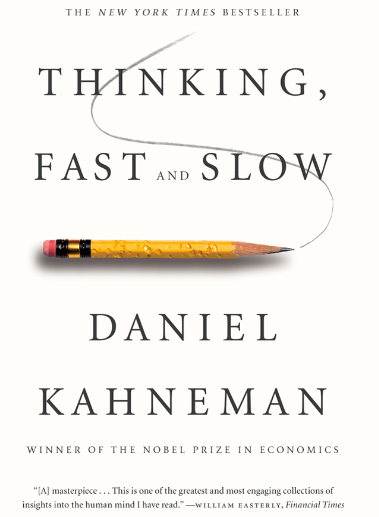 THE NEW YORK TIMES BESTSELLER
THINKING,
FAST AND SLOW
DANIEL
KAHNEMAN
WINNER OF THE NOBEL PRIZE IN ECONOMICS
“[A] masperpiece . . . This is one of the greatest and most engaging collections of
insights into the human mind I have read.” —WILLIAM EASTERLY, Financial Times